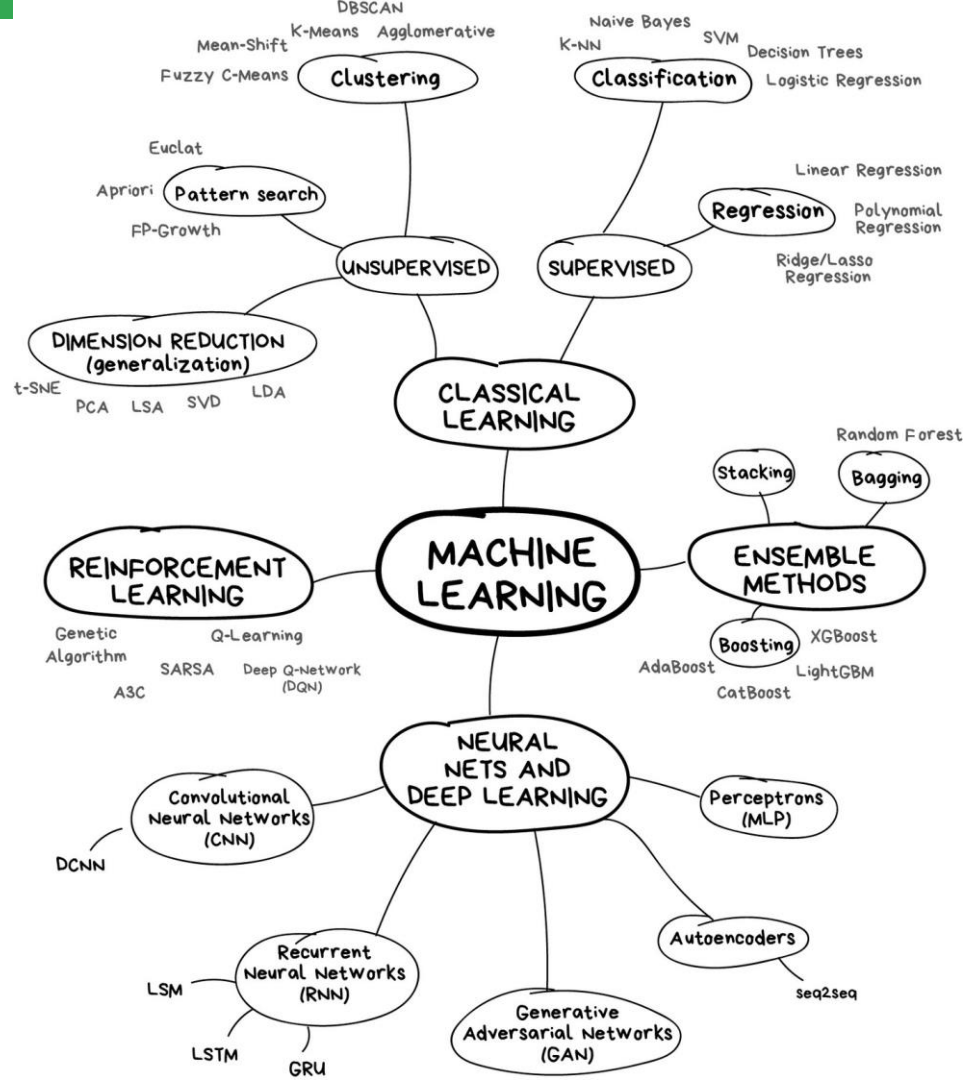 DBSCAN
K-Means Agglomerative
Mean-Shift
Fuzzy C-Means
Clustering
Naive Bayes
K-NN
SVM
Decision Trees
Logistic Regression
Classification
Euclat
Apriori
Pattern search
FP-Growth
Linear Regression
Regression
Polynomial
Regression
Ridge/Lasso
Regression
UNSUPERVISED
SUPERVISED
DIMENSION REDUCTION
(generalization)
t-SNE
PCA
LSA
SVD
LDA
CLASSICAL
LEARNING
Random Forest
Stacking
Bagging
REINFORCEMENT
LEARNING
MACHINE
LEARNING
ENSEMBLE
METHODS
Genetic
Algorithm
Q-Learning
SARSA
Deep Q-Network
(DQN)
A3C
Boosting
XGBoost
AdaBoost
LightGBM
CatBoost
NEURAL
NETS AND
DEEP LEARNING
Convolutional
Neural Networks
(CNN)
DCNN
Perceptrons
(MLP)
Autoencoders
seq2seq
Recurrent
Neural Networks
(RNN)
LSM
LSTM
GRU
Generative
Adversarial Networks
(GAN)